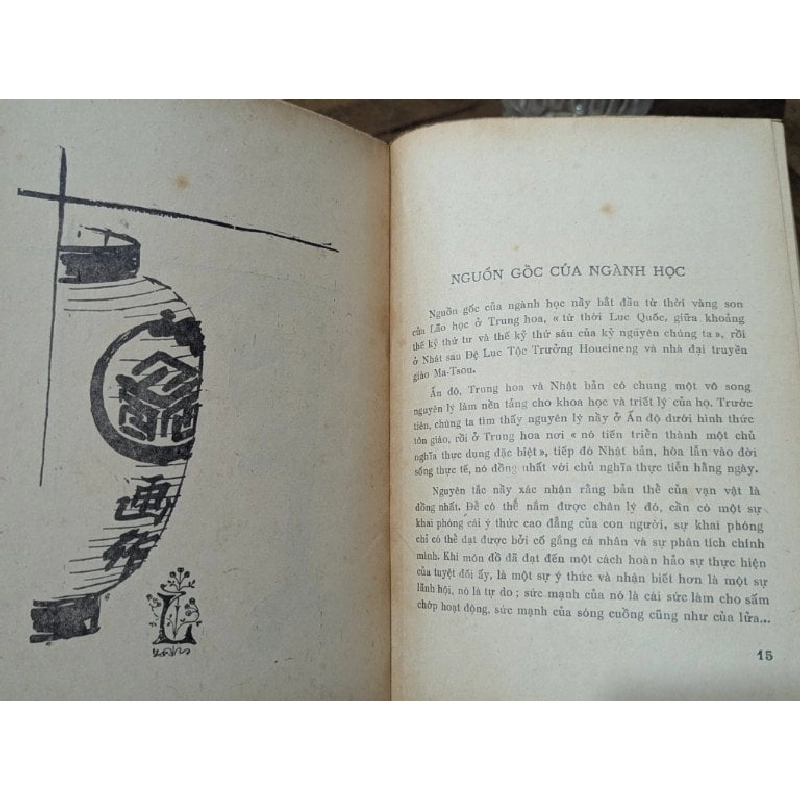 画
NGUỒN GỐC CỦA NGÀNH HỌC
Nguồn gốc của ngành học nầy bắt đầu từ thời vàng son
của Lão học ở Trung hoa, « từ thời Lục Quốc, giữa khoảng
thế kỷ thứ tư và thế kỷ thứ sáu của kỷ nguyên chúng ta », rồi
ở Nhật sau Đệ Lục Tộc Trưởng Houeineng và nhà đại truyền
giáo Ma-Tsou.
Ấn độ, Trung hoa và Nhật bản có chung một vô song
nguyên lý làm nền tảng cho khoa học và triết lý của họ. Trước
tiên, chúng ta tìm thấy nguyên lý nầy ở Ấn độ dưới hình thức
tôn giáo, rồi ở Trung hoa nơi « nó tiến triển thành một chủ
nghĩa thực dụng đặc biệt », tiếp đó Nhật bản, hòa lẫn vào đời
sống thực tế, nó đồng nhất với chủ nghĩa thực tiễn hằng ngày.
Nguyên tắc nầy xác nhận rằng bản thể của vạn vật là
đồng nhất. Để có thể nắm được chân lý đó, cần có một sự
khai phóng cái ý thức cao đẳng của con người, sự khai phóng
chỉ có thể đạt được bởi cố gắng cá nhân và sự phân tích chính
mình. Khi môn đồ đã đạt đến một cách hoàn hảo sự thực hiện
của tuyệt đối ấy, là một sự ý thức và nhận biết hơn là một sự
lãnh hội, nó là tự do ; sức mạnh của nó là cái sức làm cho sấm
chớp hoạt động, sức mạnh của sóng cuồng cũng như của lửa...
15